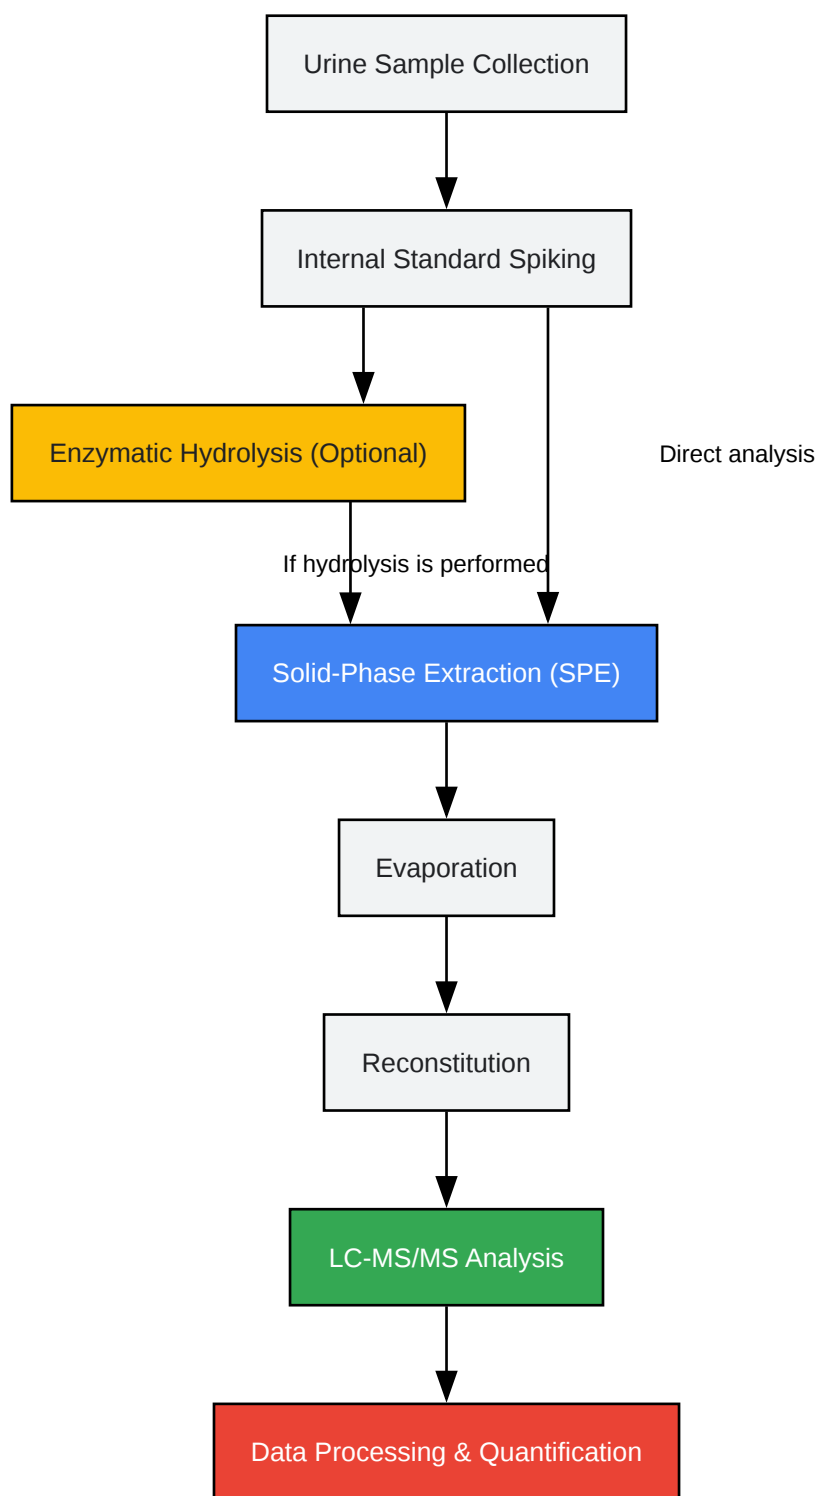 Urine Sample Collection
Internal Standard Spiking
Enzymatic Hydrolysis (Optional)
Direct analysis
If hydrolysis is performed
Solid-Phase Extraction (SPE)
Evaporation
Reconstitution
LC-MS/MS Analysis
Data Processing & Quantification